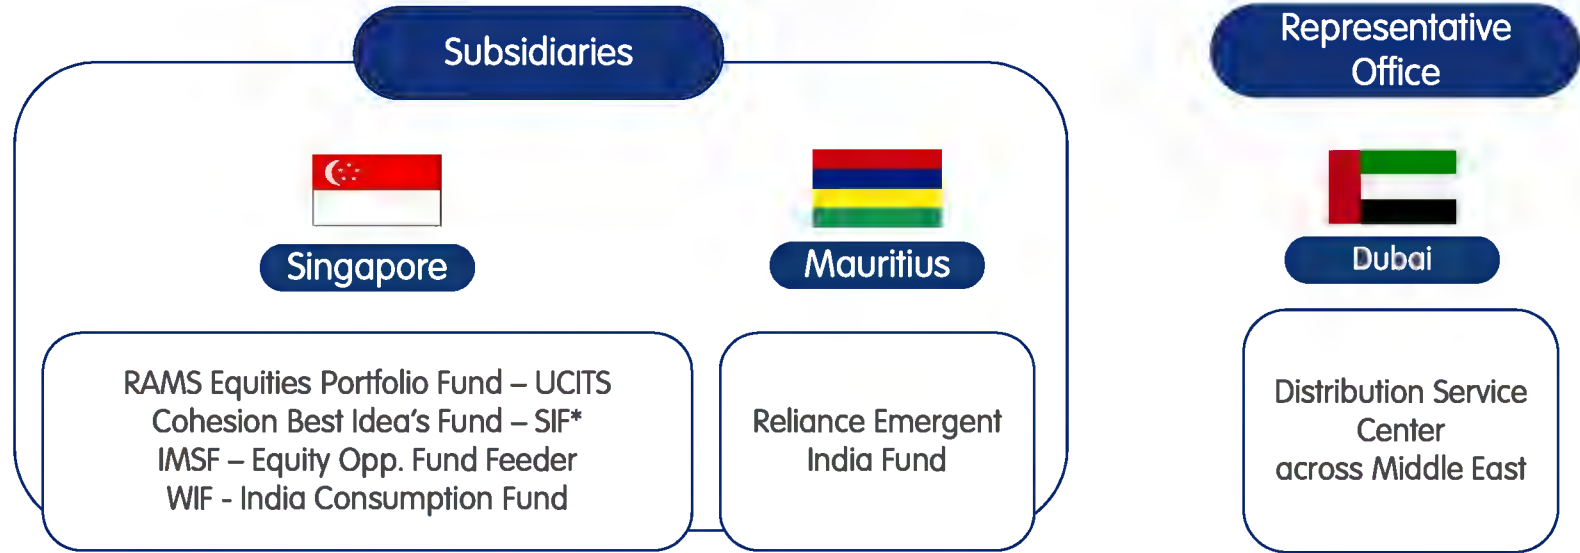 Subsidiaries
Representative
Office
Singapore
Mauritius
Dubai
RAMS Equities Portfolio Fund – UCITS
Cohesion Best Idea's Fund – SIF*
IMSF – Equity Opp. Fund Feeder
WIF - India Consumption Fund
Reliance Emergent
India Fund
Distribution Service
Center
across Middle East